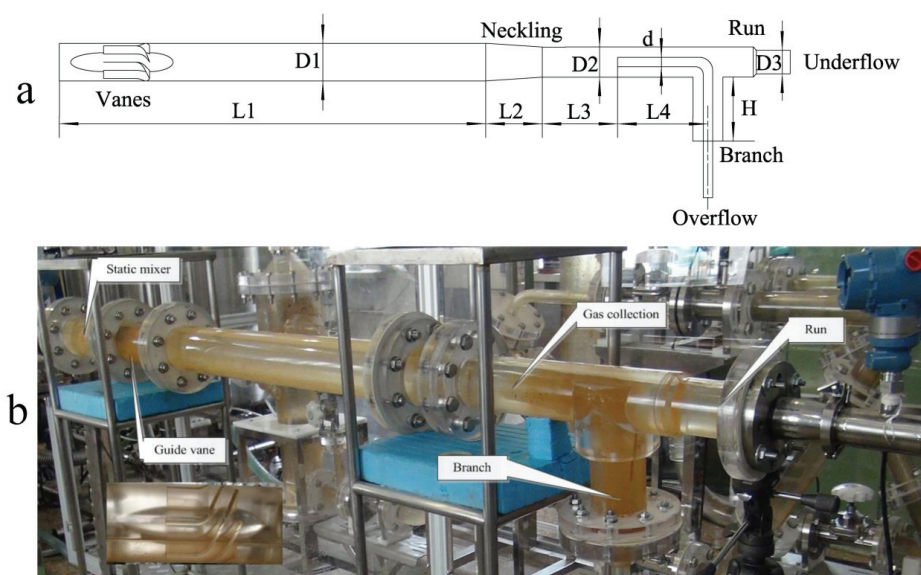 Neckling
d
Run
D1
D2
D3
Underflow
a
Vanes
L1
L2
L3
L4
H
Branch
Overflow
b
Static mixer
Gas collection
Run
Guide vane
Branch